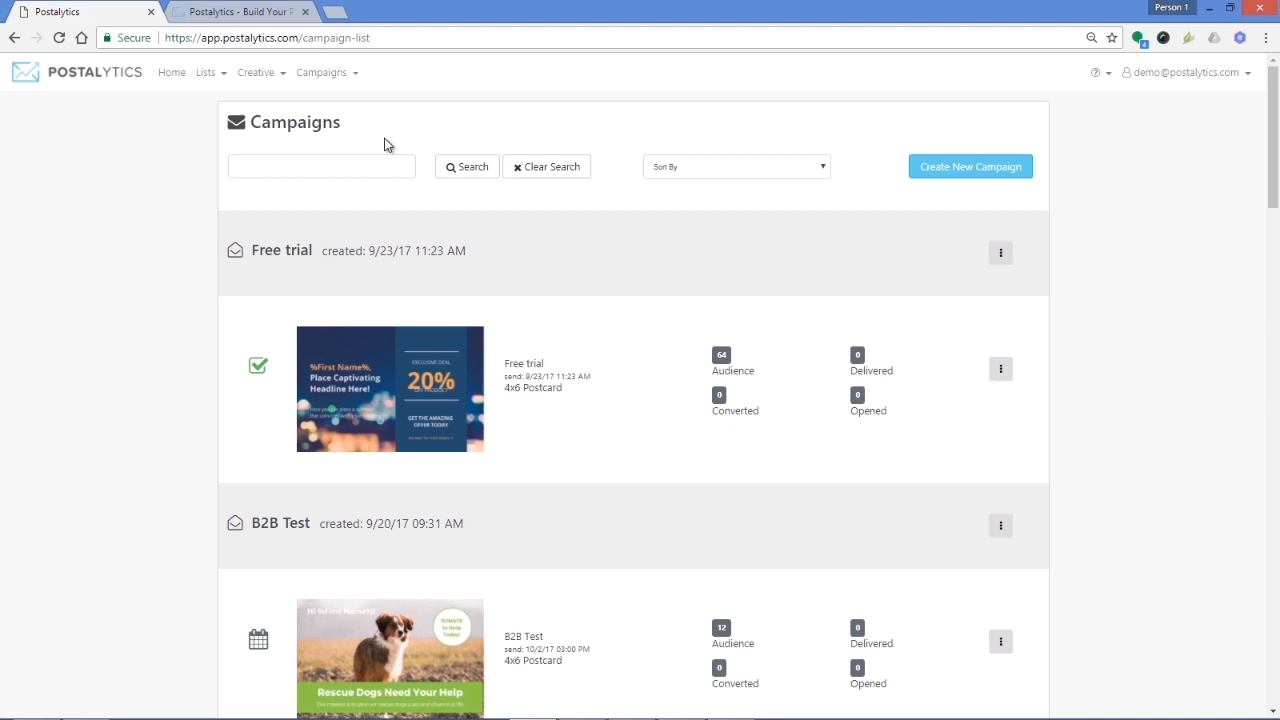 Postalytics
Postalytics - Build Your P
Person 1
Secure
https://app.postalytics.com/campaign-list
POSTALYTICS
Home
Lists
Creative
Campaigns
demo@postalytics.com
Campaigns
Search
Clear Search
Sort By
Create New Campaign
Free trial
created: 9/23/17 11:23 AM
%First Name%,
Place Captivating
Headline Here!
EXCLUSIVE DEAL
20%
GET THE AMAZING
OFFER TODAY
Free trial
send: 9/23/17 11:23 AM
4x6 Postcard
64
Audience
0
Delivered
0
Converted
0
Opened
B2B Test
created: 9/20/17 09:31 AM
Hi %First Name%!
DONATE
to Help
Today!
Rescue Dogs Need Your Help
B2B Test
send: 10/2/17 03:00 PM
4x6 Postcard
12
Audience
0
Delivered
0
Converted
0
Opened